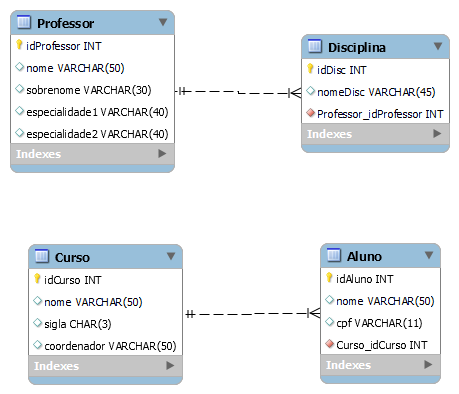 Professor
idProfessor INT
nome VARCHAR(50)
sobrenome VARCHAR(30)
especialidade1 VARCHAR(40)
especialidade2 VARCHAR(40)
Indexes
Disciplina
idDisc INT
nomeDisc VARCHAR(45)
Professor_idProfessor INT
Indexes
Curso
idCurso INT
nome VARCHAR(50)
sigla CHAR(3)
coordenador VARCHAR(50)
Indexes
Aluno
idAluno INT
nome VARCHAR(50)
cpf VARCHAR(11)
Curso_idCurso INT
Indexes